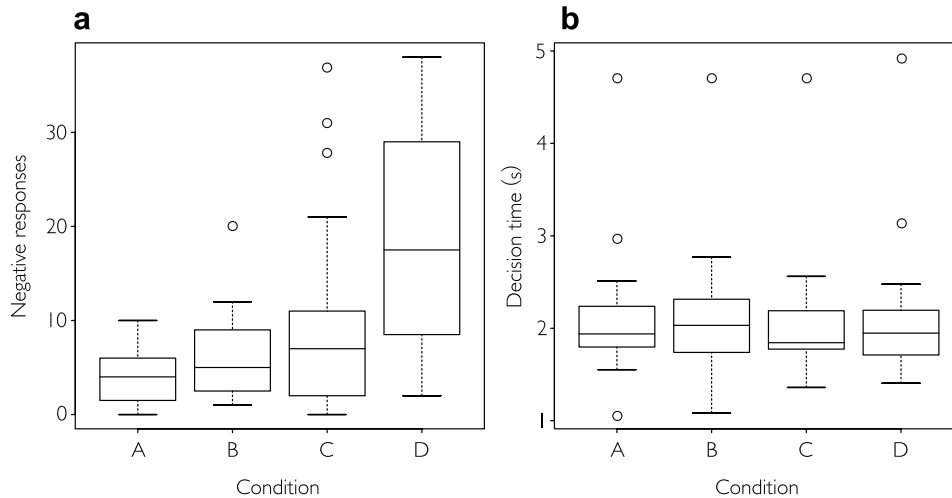 a
Negative responses
30
20
10
0
A B C D
Condition
b
Decision time (s)
5
4
3
2
1
A B C D
Condition